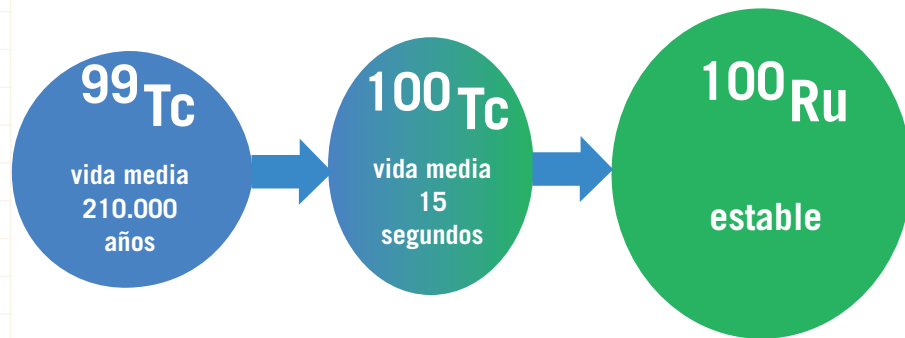 ⁹⁹Tc
vida media
210.000
años
¹⁰⁰Tc
vida media
15
segundos
¹⁰⁰Ru
estable